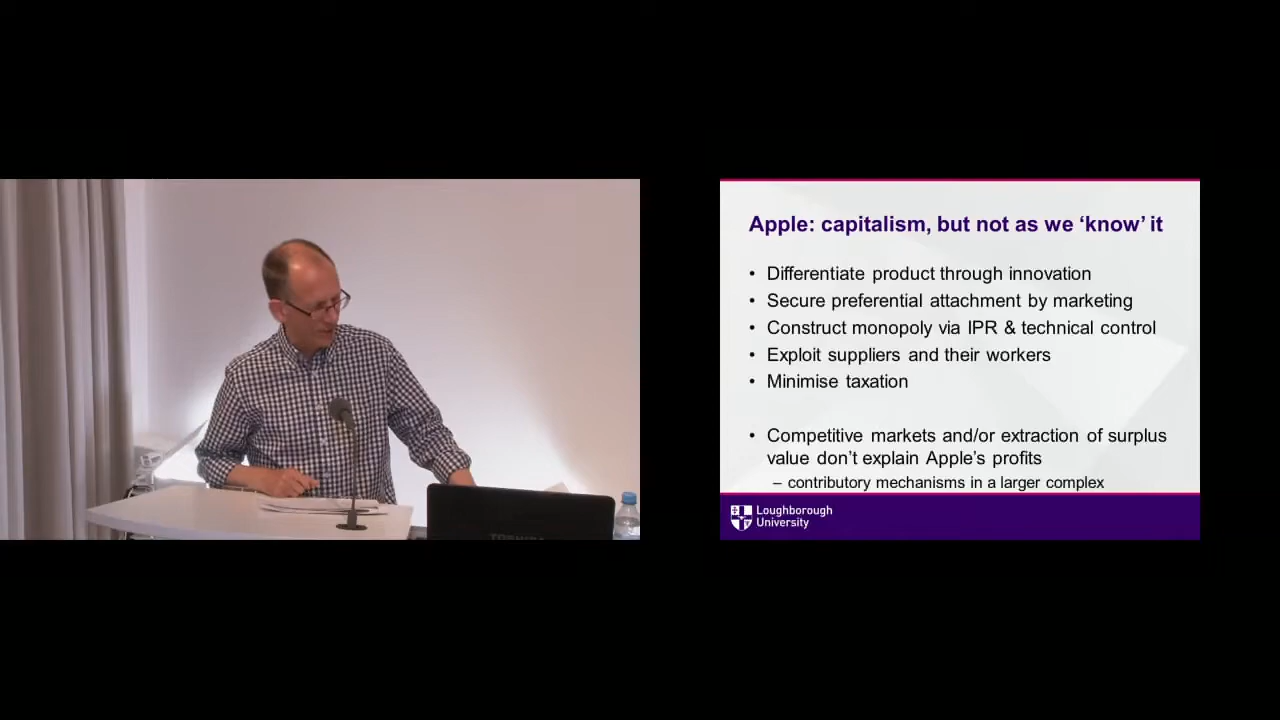 Apple: capitalism, but not as we ‘know’ it
• Differentiate product through innovation
• Secure preferential attachment by marketing
• Construct monopoly via IPR & technical control
• Exploit suppliers and their workers
• Minimise taxation
• Competitive markets and/or extraction of surplus
value don’t explain Apple’s profits
– contributory mechanisms in a larger complex
Loughborough
University
TOSHIBA